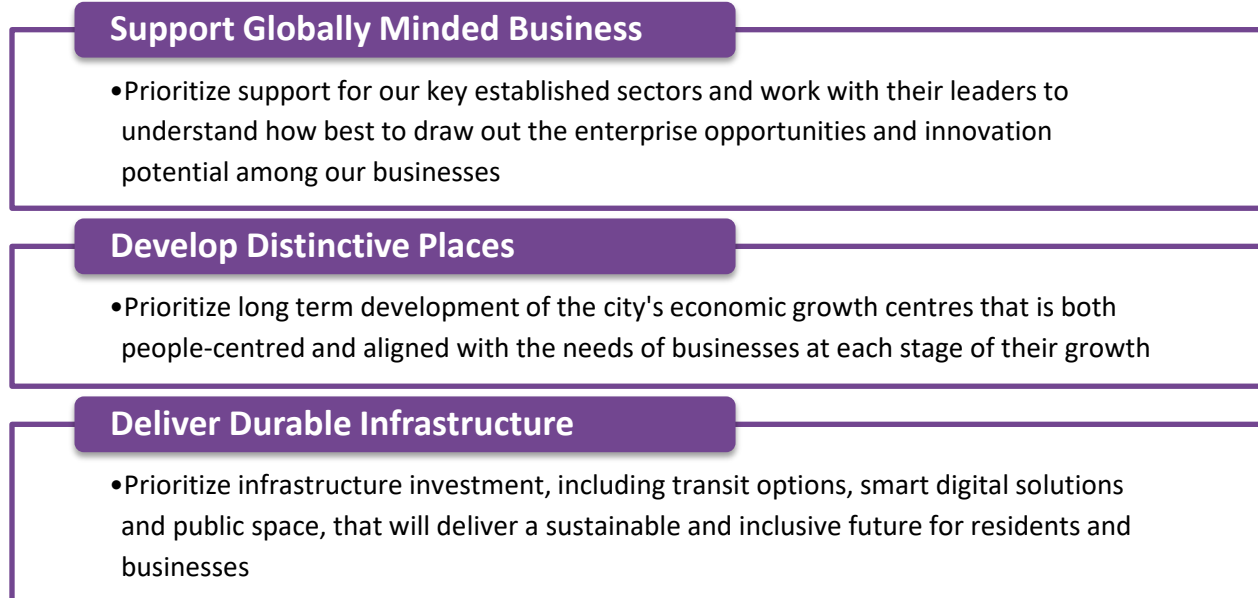 Support Globally Minded Business
•Prioritize support for our key established sectors and work with their leaders to
understand how best to draw out the enterprise opportunities and innovation
potential among our businesses
Develop Distinctive Places
•Prioritize long term development of the city's economic growth centres that is both
people-centred and aligned with the needs of businesses at each stage of their growth
Deliver Durable Infrastructure
•Prioritize infrastructure investment, including transit options, smart digital solutions
and public space, that will deliver a sustainable and inclusive future for residents and
businesses